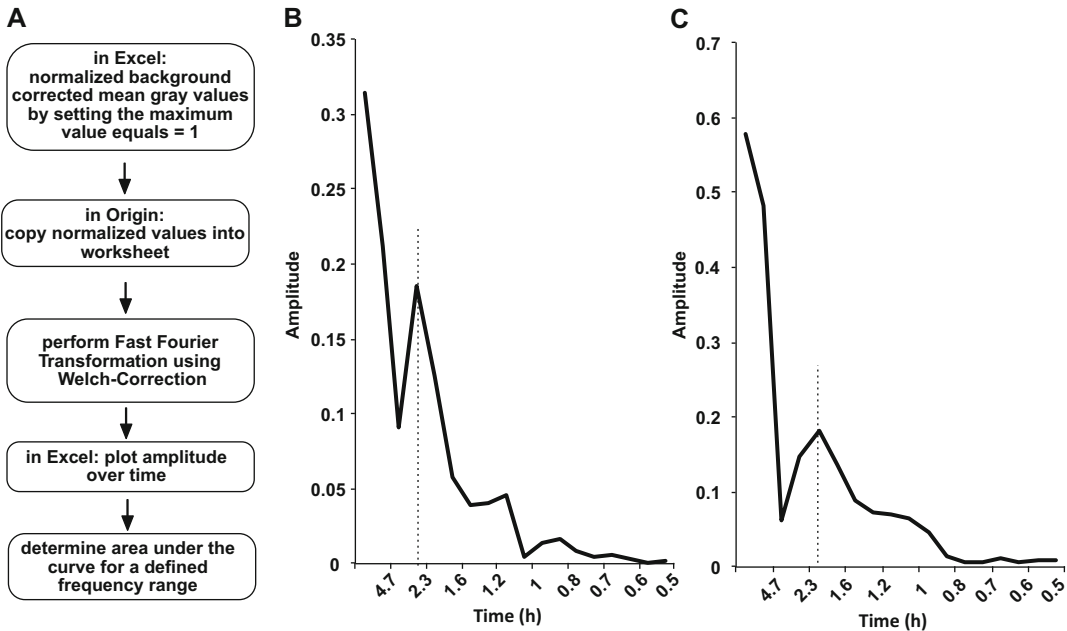 A
in Excel:
normalized background
corrected mean gray values
by setting the maximum
value equals = 1
in Origin:
copy normalized values into
worksheet
perform Fast Fourier
Transformation using
Welch-Correction
in Excel: plot amplitude
over time
determine area under the
curve for a defined
frequency range
B
0.35
0.3
0.25
0.2
0.15
0.1
0.05
0
Amplitude
4.7
2.3
1.6
1.2
1
0.8
0.7
0.6
0.5
Time (h)
C
0.7
0.6
0.5
0.4
0.3
0.2
0.1
0
Amplitude
4.7
2.3
1.6
1.2
1
0.8
0.7
0.6
0.5
Time (h)